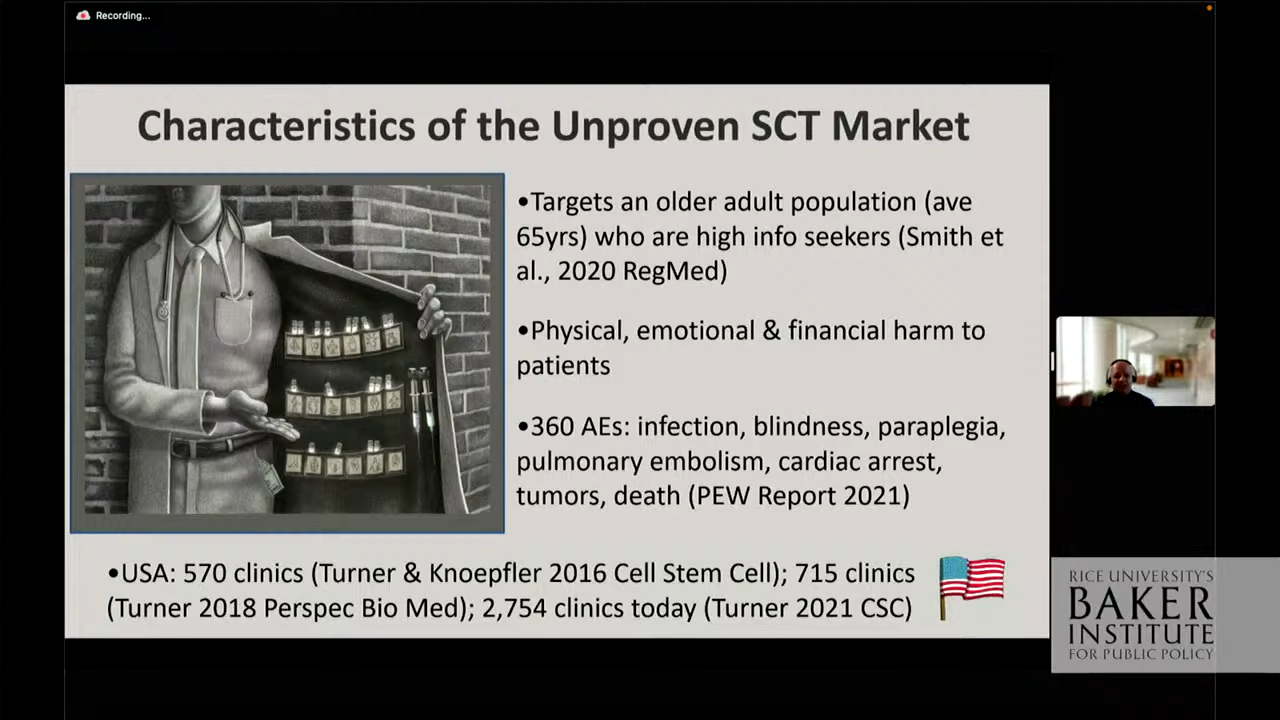 Recording...
Characteristics of the Unproven SCT Market
•Targets an older adult population (ave
65yrs) who are high info seekers (Smith et
al., 2020 RegMed)
•Physical, emotional & financial harm to
patients
•360 AEs: infection, blindness, paraplegia,
pulmonary embolism, cardiac arrest,
tumors, death (PEW Report 2021)
•USA: 570 clinics (Turner & Knoepfler 2016 Cell Stem Cell); 715 clinics
(Turner 2018 Perspec Bio Med); 2,754 clinics today (Turner 2021 CSC)
RICE UNIVERSITY'S
BAKER
INSTITUTE
FOR PUBLIC POLICY